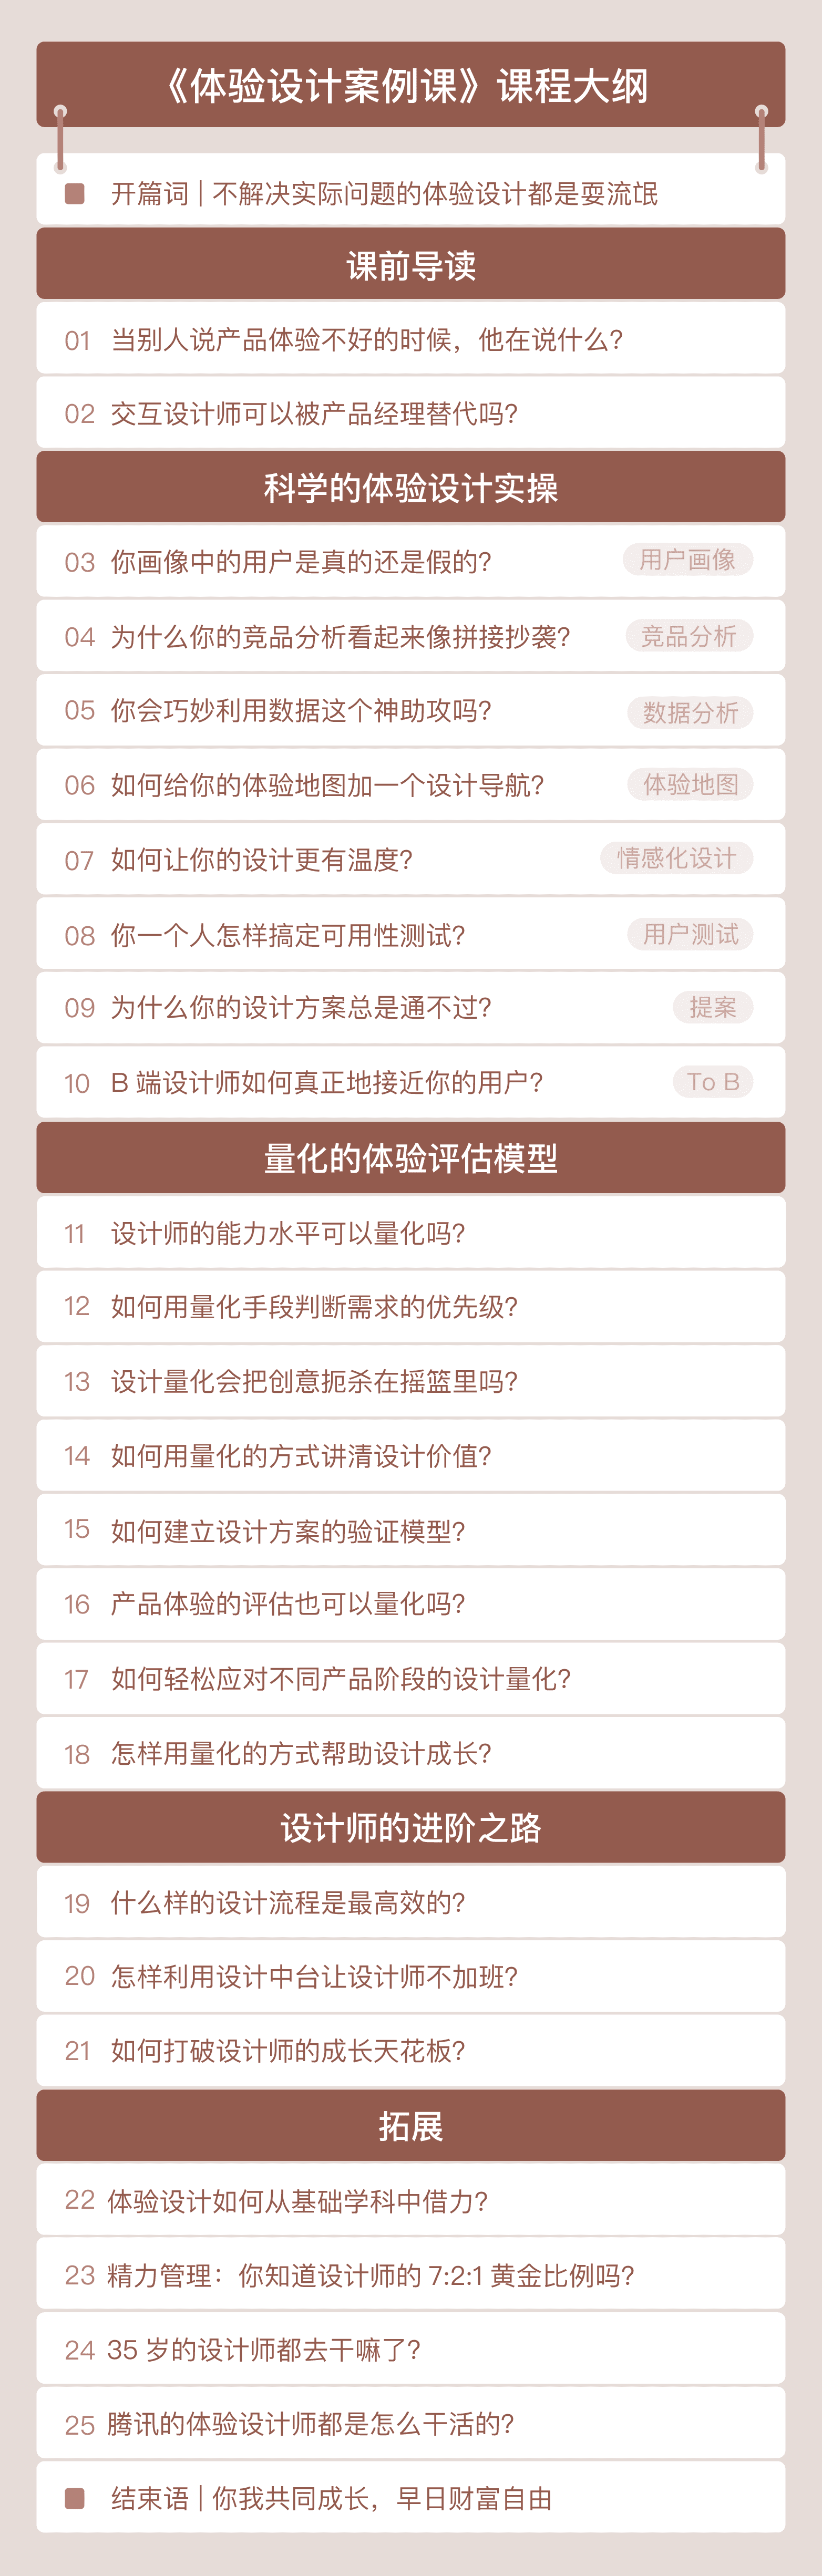 《体验设计案例课》课程大纲
开篇词 | 不解决实际问题的体验设计都是耍流氓
课前导读
01 当别人说产品体验不好的时候，他在说什么？
02 交互设计师可以被产品经理替代吗？
科学的体验设计实操
03 你画像中的用户是真的还是假的？ 用户画像
04 为什么你的竞品分析看起来像拼接抄袭？ 竞品分析
05 你会巧妙利用数据这个神助攻吗？ 数据分析
06 如何给你的体验地图加一个设计导航？ 体验地图
07 如何让你的设计更有温度？ 情感化设计
08 你一个人怎样搞定可用性测试？ 用户测试
09 为什么你的设计方案总是通不过？ 提案
10 B 端设计师如何真正地接近你的用户？ To B
量化的体验评估模型
11 设计师的能力水平可以量化吗？
12 如何用量化手段判断需求的优先级？
13 设计量化会把创意扼杀在摇篮里吗？
14 如何用量化的方式讲清设计价值？
15 如何建立设计方案的验证模型？
16 产品体验的评估也可以量化吗？
17 如何轻松应对不同产品阶段的设计量化？
18 怎样用量化的方式帮助设计成长？
设计师的进阶之路
19 什么样的设计流程是最高效的？
20 怎样利用设计中台让设计师不加班？
21 如何打破设计师的成长天花板？
拓展
22 体验设计如何从基础学科中借力？
23 精力管理：你知道设计师的 7:2:1 黄金比例吗？
24 35 岁的设计师都去干嘛了？
25 腾讯的体验设计师都是怎么干活的？
结束语 | 你我共同成长，早日财富自由